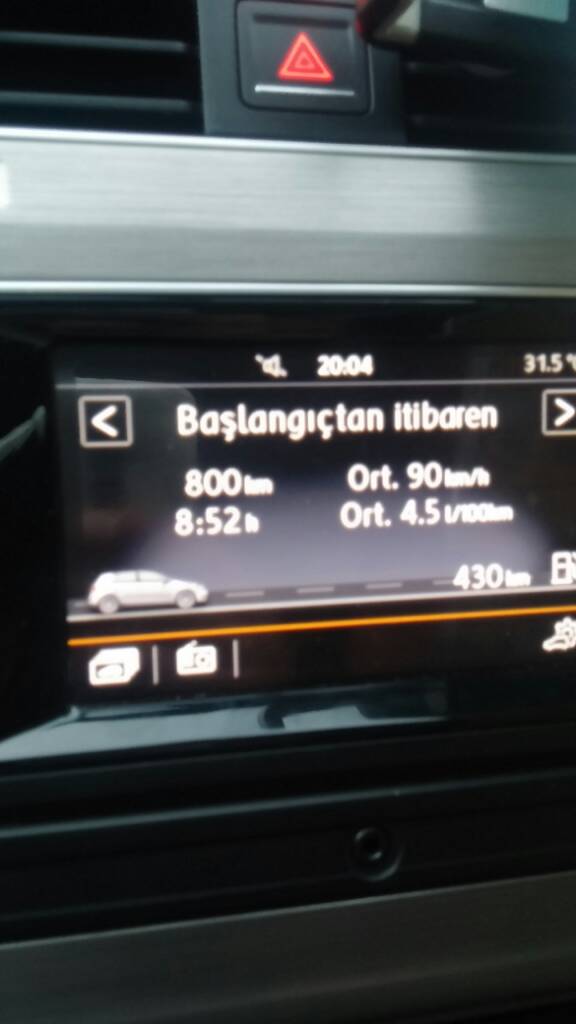 20:04 31.5°
Başlangıçtan itibaren
800 km Ort. 90 km/h
8:52 h Ort. 4.5 l/100km
430 km